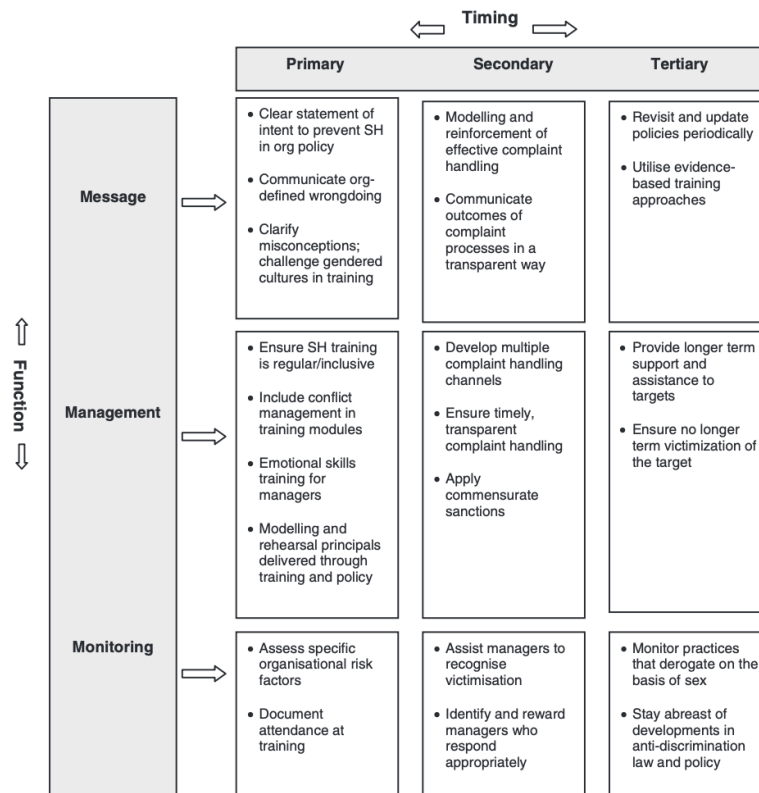 Timing
Primary
Secondary
Tertiary
Function
Message
• Clear statement of
intent to prevent SH
in org policy
• Communicate org-
defined wrongdoing
• Clarify
misconceptions;
challenge gendered
cultures in training
• Modelling and
reinforcement of
effective complaint
handling
• Communicate
outcomes of
complaint
processes in a
transparent way
• Revisit and update
policies periodically
• Utilise evidence-
based training
approaches
Management
• Ensure SH training
is regular/inclusive
• Include conflict
management in
training modules
• Emotional skills
training for
managers
• Modelling and
rehearsal principals
delivered through
training and policy
• Develop multiple
complaint handling
channels
• Ensure timely,
transparent
complaint handling
• Apply
commensurate
sanctions
• Provide longer term
support and
assistance to
targets
• Ensure no longer
term victimization of
the target
Monitoring
• Assess specific
organisational risk
factors
• Document
attendance at
training
• Assist managers to
recognise
victimisation
• Identify and reward
managers who
respond
appropriately
• Monitor practices
that derogate on the
basis of sex
• Stay abreast of
developments in
anti-discrimination
law and policy